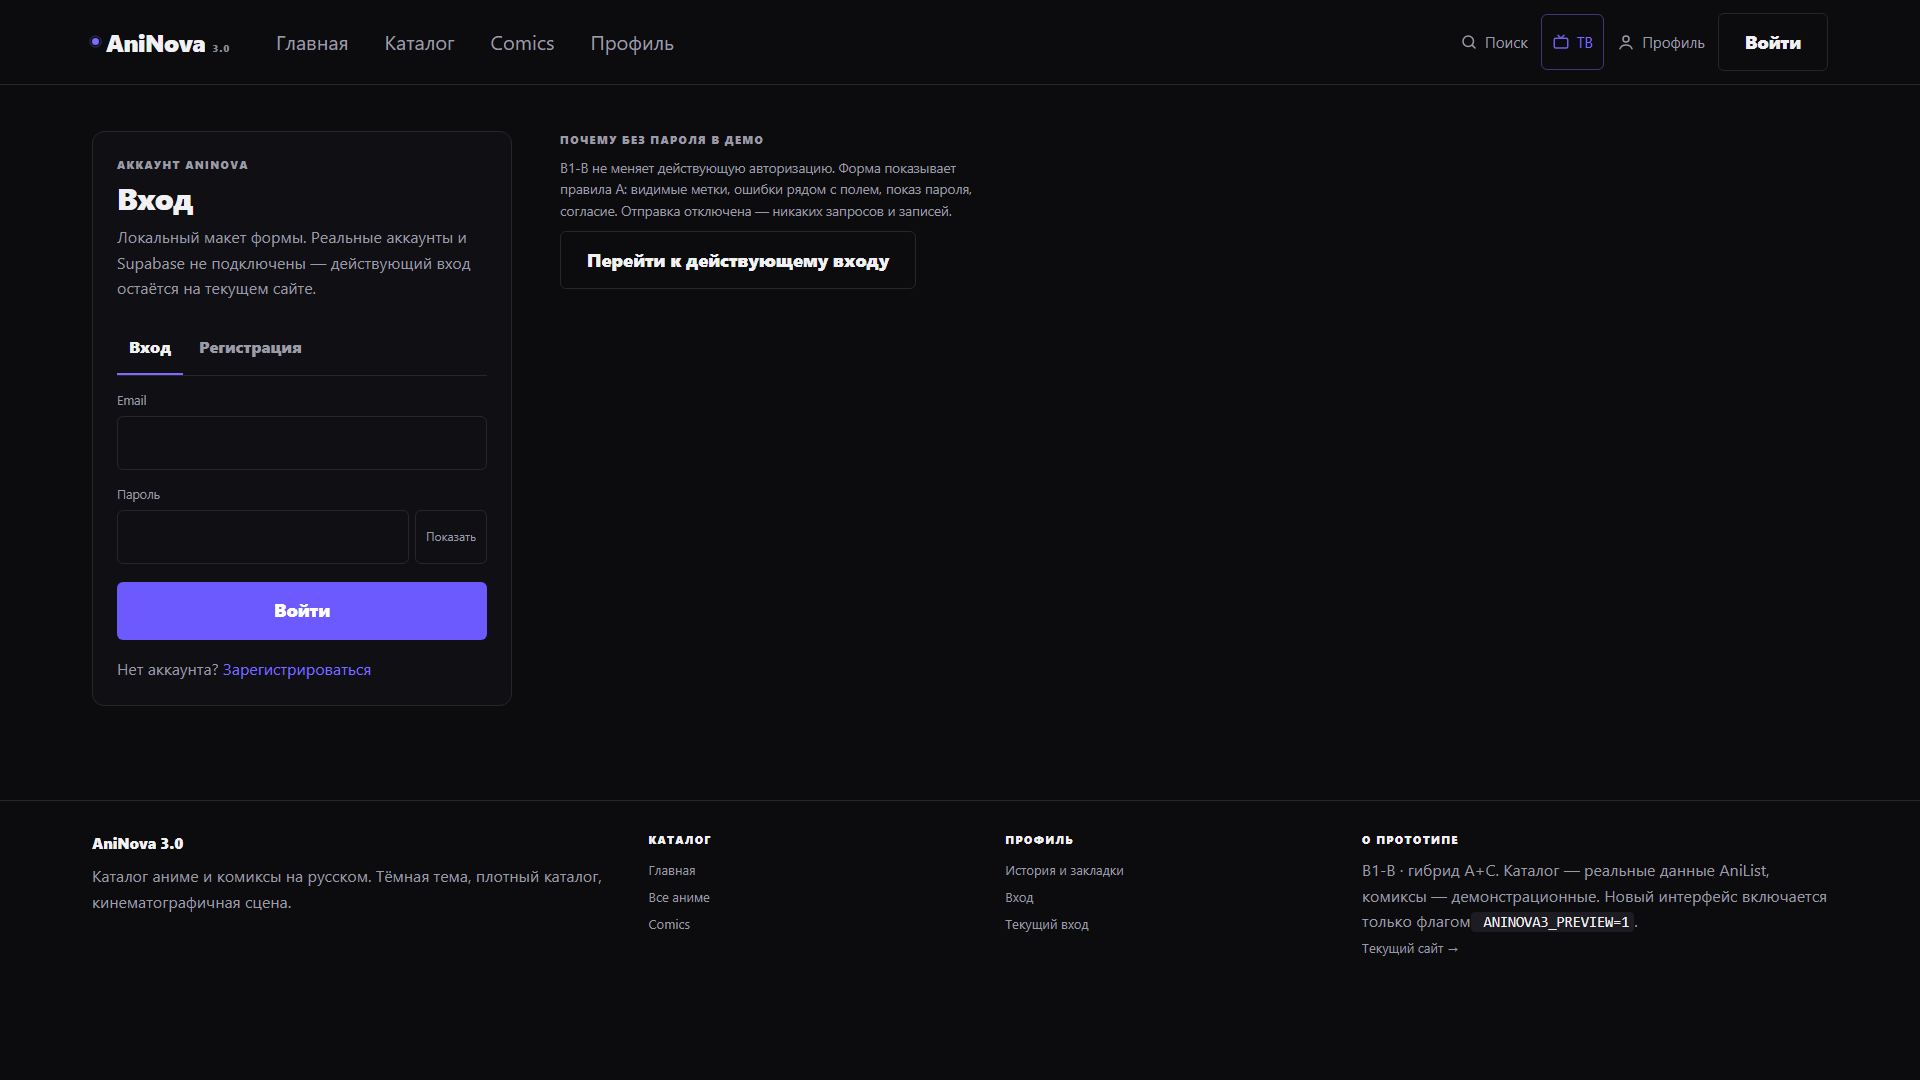 AniNova 3.0
Главная
Каталог
Comics
Профиль
Поиск
ТВ
Профиль
Войти
АККАУНТ ANINOVA
Вход
Локальный макет формы. Реальные аккаунты и
Supabase не подключены — действующий вход
остаётся на текущем сайте.
Вход
Регистрация
Email
Пароль
Показать
Войти
Нет аккаунта? Зарегистрироваться
ПОЧЕМУ БЕЗ ПАРОЛЯ В ДЕМО
B1-B не меняет действующую авторизацию. Форма показывает
правила A: видимые метки, ошибки рядом с полем, показ пароля,
согласие. Отправка отключена — никаких запросов и записей.
Перейти к действующему входу
AniNova 3.0
Каталог аниме и комиксы на русском. Тёмная тема, плотный каталог,
кинематографичная сцена.
КАТАЛОГ
Главная
Все аниме
Comics
ПРОФИЛЬ
История и закладки
Вход
Текущий вход
О ПРОТОТИПЕ
B1-B · гибрид A+C. Каталог — реальные данные AniList,
комиксы — демонстрационные. Новый интерфейс включается
только флагом ANINOVA3_PREVIEW=1.
Текущий сайт →